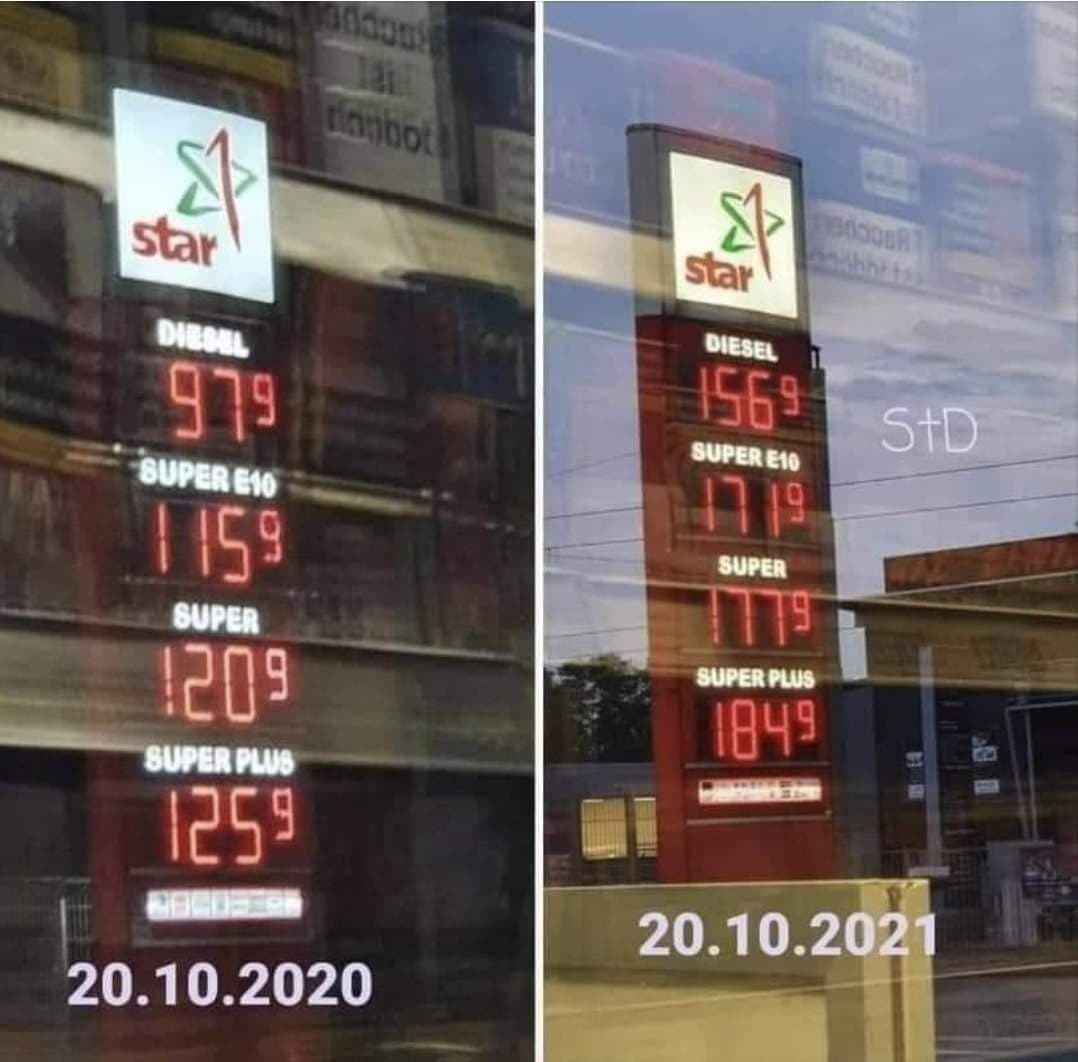 star
DIESEL
97⁹
SUPER E10
115⁹
SUPER
120⁹
SUPER PLUS
125⁹
20.10.2020
star
DIESEL
156⁹
SUPER E10
171⁹
SUPER
177⁹
SUPER PLUS
184⁹
StD
20.10.2021